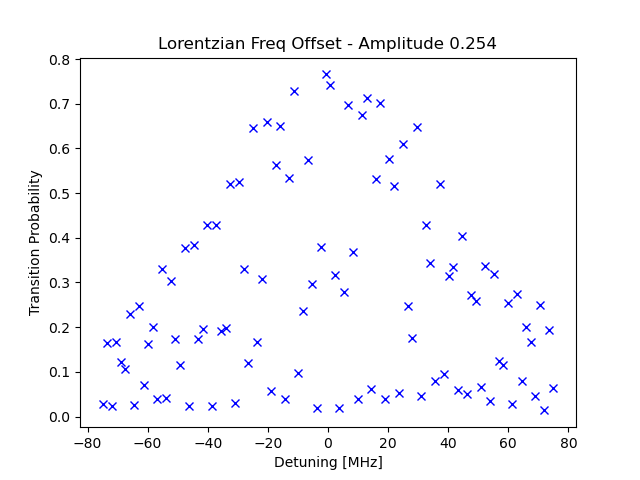 Lorentzian Freq Offset - Amplitude 0.254
Transition Probability
0.8
0.7
0.6
0.5
0.4
0.3
0.2
0.1
0.0
−80 −60 −40 −20 0 20 40 60 80
Detuning [MHz]